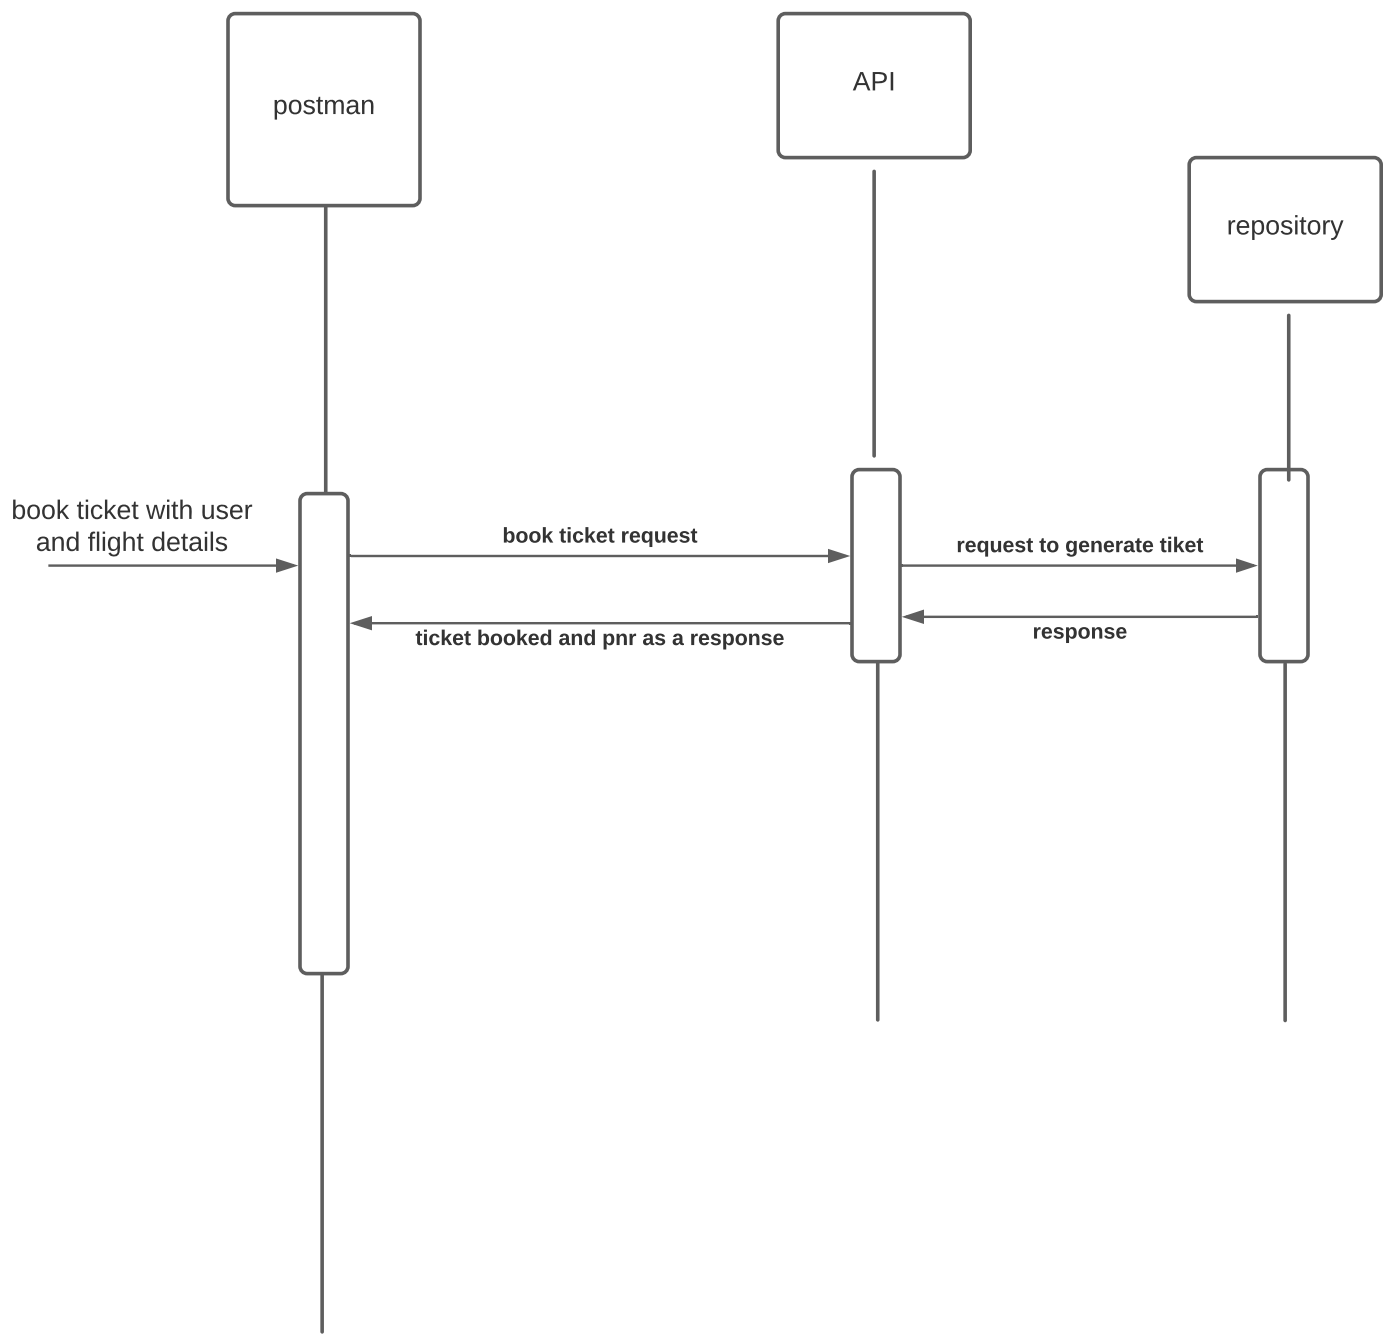 postman
API
repository
book ticket with user
and flight details
book ticket request
request to generate tiket
ticket booked and pnr as a response
response